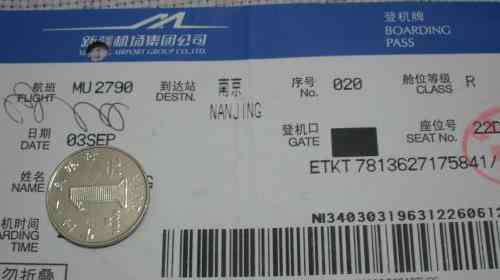 新疆机场集团公司
AIRPORT GROUP CO.,LTD.
登机牌
BOARDING
PASS
航班 MU2790 到达站 南京 序号 020 舱位等级 R
FLIGHT DESTN. NANJING No. CLASS
日期 登机口 座位号 22D
DATE 03SEP GATE SEAT No.
姓名 ETKT 7813627175841/
NAME
机时间 NI34030319631226061
ARDING
TIME
勿折叠
1